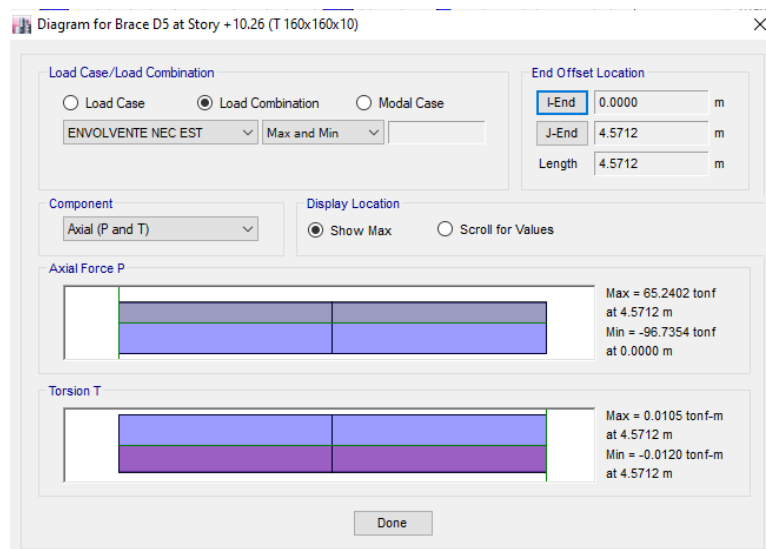 Diagram for Brace D5 at Story +10.26 (T 160x160x10)
Load Case/Load Combination
Load Case Load Combination Modal Case
ENVOLVENTE NEC EST Max and Min
End Offset Location
I-End 0.0000 m
J-End 4.5712 m
Length 4.5712 m
Component
Axial (P and T)
Display Location
Show Max Scroll for Values
Axial Force P
Max = 65.2402 tonf
at 4.5712 m
Min = -96.7354 tonf
at 0.0000 m
Torsion T
Max = 0.0105 tonf-m
at 4.5712 m
Min = -0.0120 tonf-m
at 4.5712 m
Done